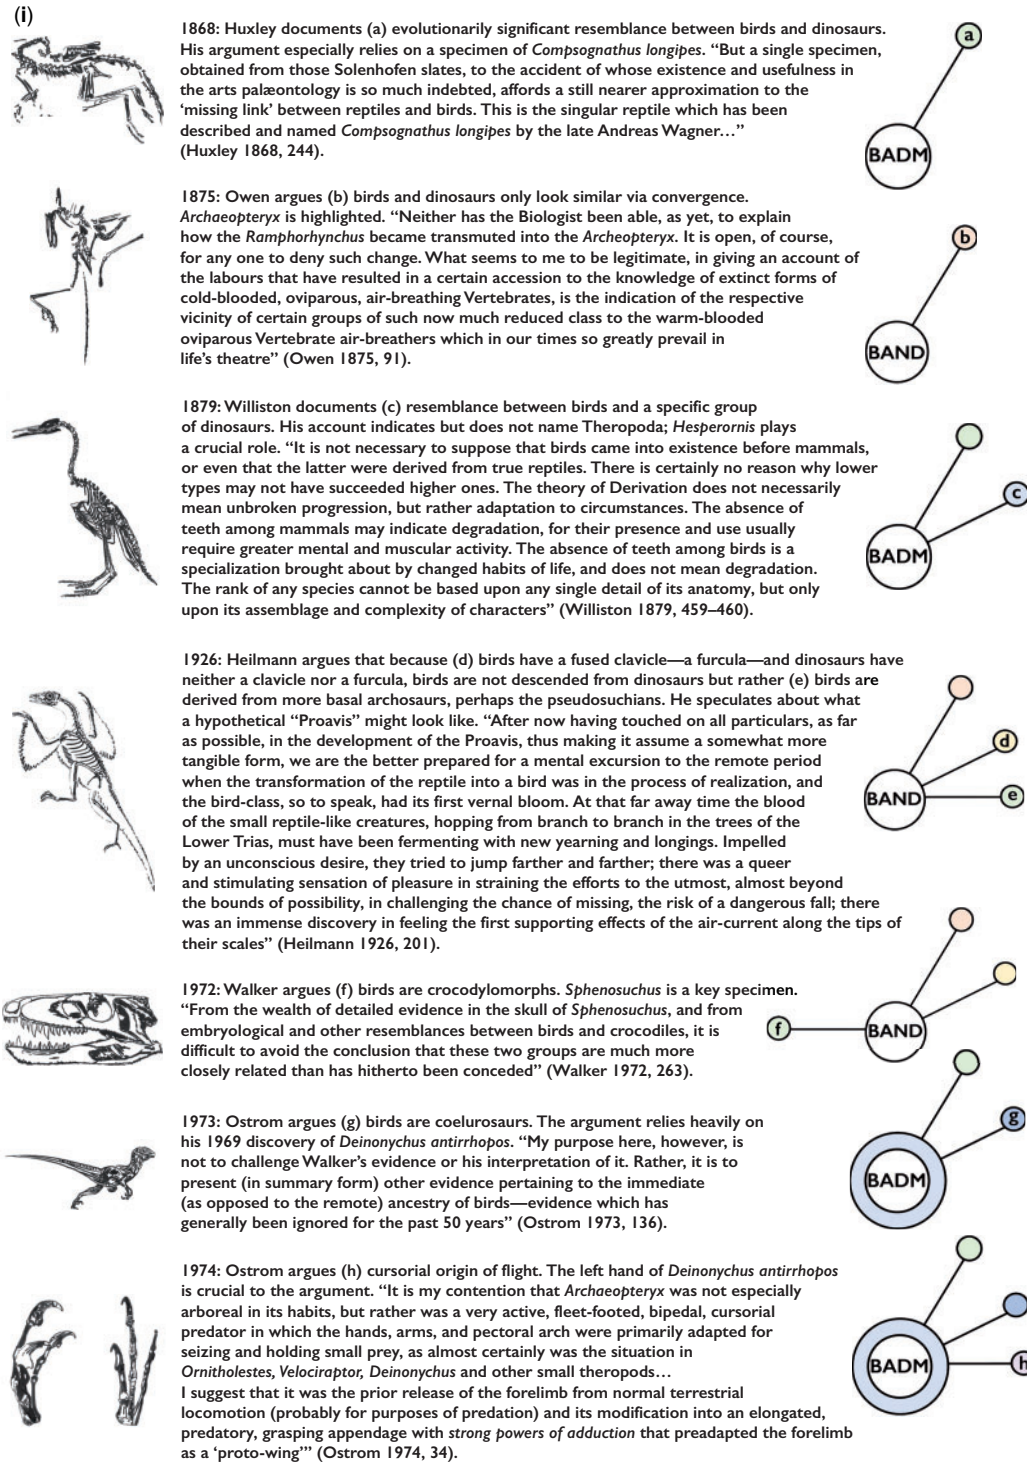 (i)
1868: Huxley documents (a) evolutionarily significant resemblance between birds and dinosaurs.
His argument especially relies on a specimen of Compsognathus longipes. “But a single specimen,
obtained from those Solenhofen slates, to the accident of whose existence and usefulness in
the arts palæontology is so much indebted, affords a still nearer approximation to the
‘missing link’ between reptiles and birds. This is the singular reptile which has been
described and named Compsognathus longipes by the late Andreas Wagner…”
(Huxley 1868, 244).
a
BADM
1875: Owen argues (b) birds and dinosaurs only look similar via convergence.
Archaeopteryx is highlighted. “Neither has the Biologist been able, as yet, to explain
how the Ramphorhynchus became transmuted into the Archeopteryx. It is open, of course,
for any one to deny such change. What seems to me to be legitimate, in giving an account of
the labours that have resulted in a certain accession to the knowledge of extinct forms of
cold-blooded, oviparous, air-breathing Vertebrates, is the indication of the respective
vicinity of certain groups of such now much reduced class to the warm-blooded
oviparous Vertebrate air-breathers which in our times so greatly prevail in
life’s theatre” (Owen 1875, 91).
b
BAND
1879: Williston documents (c) resemblance between birds and a specific group
of dinosaurs. His account indicates but does not name Theropoda; Hesperornis plays
a crucial role. “It is not necessary to suppose that birds came into existence before mammals,
or even that the latter were derived from true reptiles. There is certainly no reason why lower
types may not have succeeded higher ones. The theory of Derivation does not necessarily
mean unbroken progression, but rather adaptation to circumstances. The absence of
teeth among mammals may indicate degradation, for their presence and use usually
require greater mental and muscular activity. The absence of teeth among birds is a
specialization brought about by changed habits of life, and does not mean degradation.
The rank of any species cannot be based upon any single detail of its anatomy, but only
upon its assemblage and complexity of characters” (Williston 1879, 459–460).
c
BADM
1926: Heilmann argues that because (d) birds have a fused clavicle—a furcula—and dinosaurs have
neither a clavicle nor a furcula, birds are not descended from dinosaurs but rather (e) birds are
derived from more basal archosaurs, perhaps the pseudosuchians. He speculates about what
a hypothetical “Proavis” might look like. “After now having touched on all particulars, as far
as possible, in the development of the Proavis, thus making it assume a somewhat more
tangible form, we are the better prepared for a mental excursion to the remote period
when the transformation of the reptile into a bird was in the process of realization, and
the bird-class, so to speak, had its first vernal bloom. At that far away time the blood
of the small reptile-like creatures, hopping from branch to branch in the trees of the
Lower Trias, must have been fermenting with new yearning and longings. Impelled
by an unconscious desire, they tried to jump farther and farther; there was a queer
and stimulating sensation of pleasure in straining the efforts to the utmost, almost beyond
the bounds of possibility, in challenging the chance of missing, the risk of a dangerous fall; there
was an immense discovery in feeling the first supporting effects of the air-current along the tips of
their scales” (Heilmann 1926, 201).
d
BAND
e
1972: Walker argues (f) birds are crocodylomorphs. Sphenosuchus is a key specimen.
“From the wealth of detailed evidence in the skull of Sphenosuchus, and from
embryological and other resemblances between birds and crocodiles, it is
difficult to avoid the conclusion that these two groups are much more
closely related than has hitherto been conceded” (Walker 1972, 263).
f
BAND
1973: Ostrom argues (g) birds are coelurosaurs. The argument relies heavily on
his 1969 discovery of Deinonychus antirrhopos. “My purpose here, however, is
not to challenge Walker’s evidence or his interpretation of it. Rather, it is to
present (in summary form) other evidence pertaining to the immediate
(as opposed to the remote) ancestry of birds—evidence which has
generally been ignored for the past 50 years” (Ostrom 1973, 136).
g
BADM
1974: Ostrom argues (h) cursorial origin of flight. The left hand of Deinonychus antirrhopos
is crucial to the argument. “It is my contention that Archaeopteryx was not especially
arboreal in its habits, but rather was a very active, fleet-footed, bipedal, cursorial
predator in which the hands, arms, and pectoral arch were primarily adapted for
seizing and holding small prey, as almost certainly was the situation in
Ornitholestes, Velociraptor, Deinonychus and other small theropods…
I suggest that it was the prior release of the forelimb from normal terrestrial
locomotion (probably for purposes of predation) and its modification into an elongated,
predatory, grasping appendage with strong powers of adduction that preadapted the forelimb
as a ‘proto-wing’” (Ostrom 1974, 34).
BADM
h